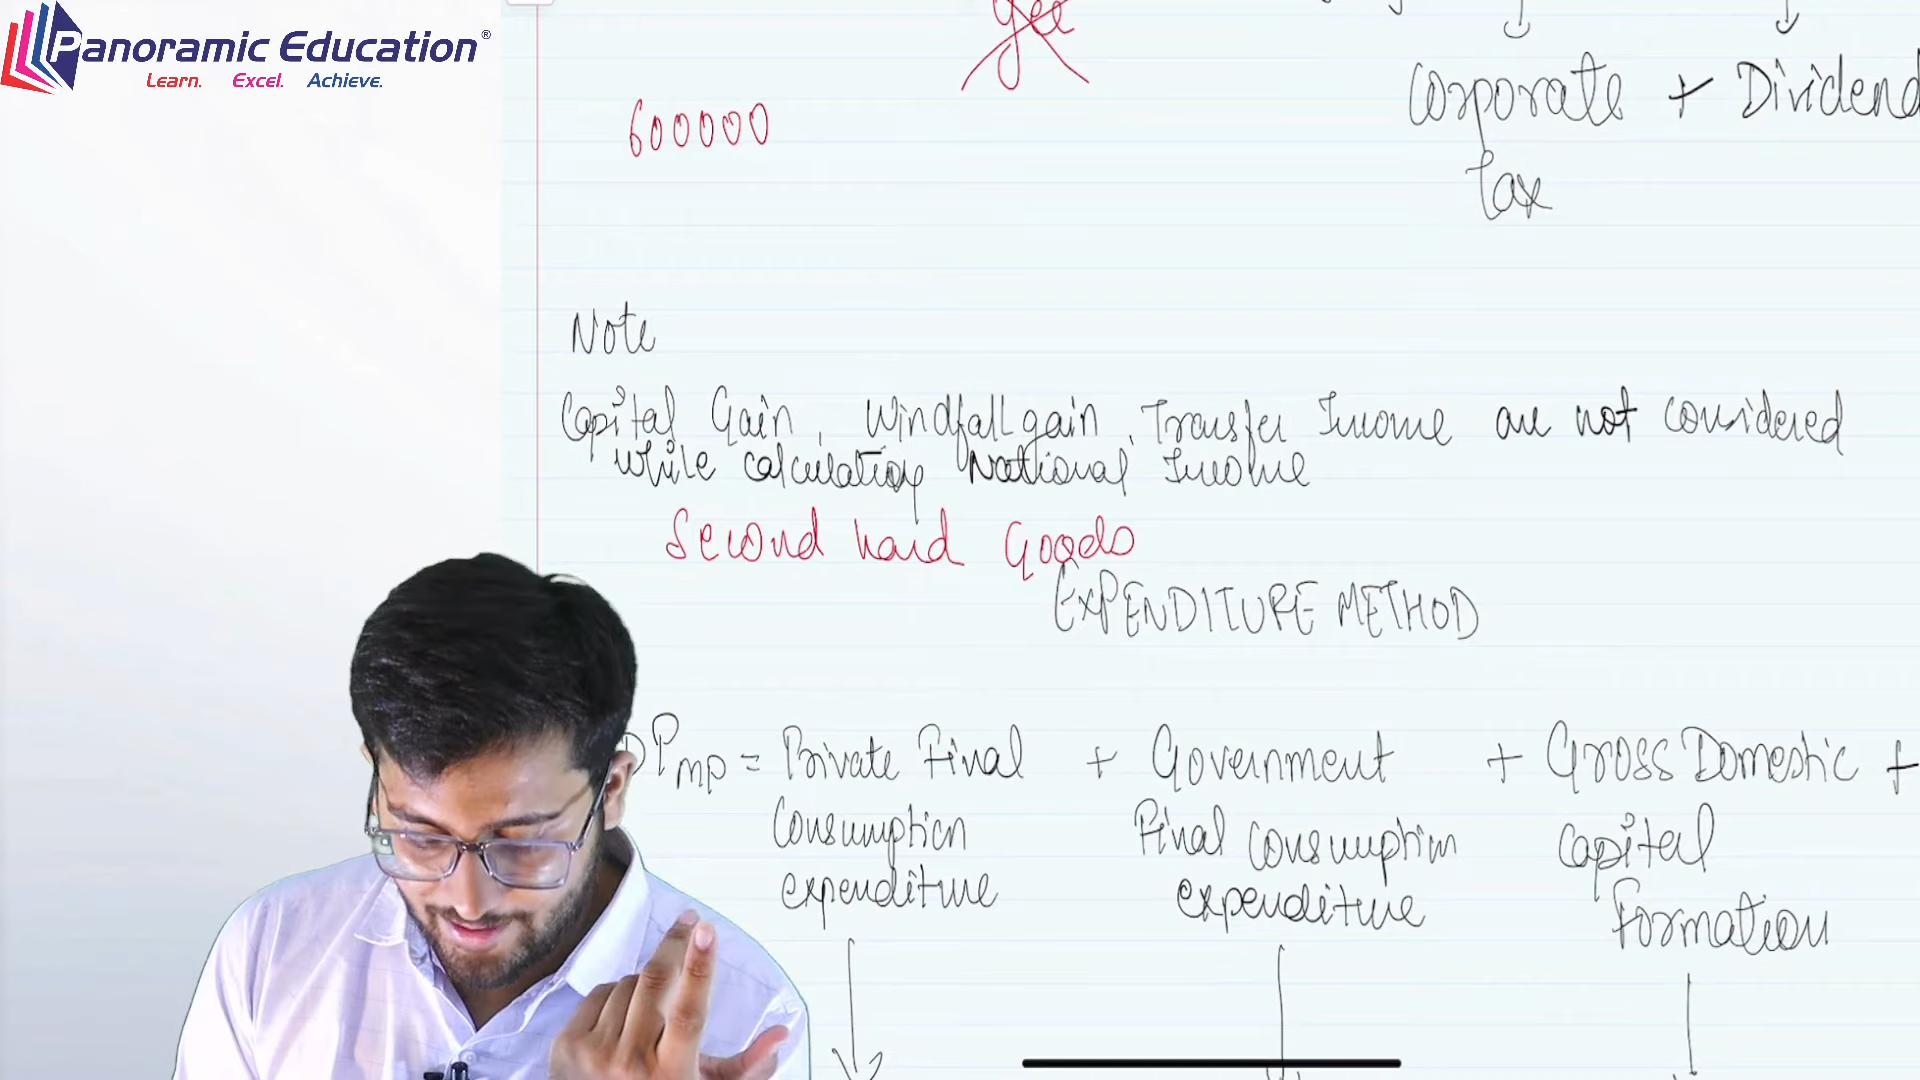 Panoramic Education®
Learn. Excel. Achieve.
600000
Corporate + Dividend
tax
Note
Capital Gain, Windfall gain, Transfer Income are not considered
while calculating National Income
Second hand Goods
EXPENDITURE METHOD
DPMP = Private Final + Government + Gross Domestic +
Consumption Final Consumption Capital
expenditure expenditure Formation